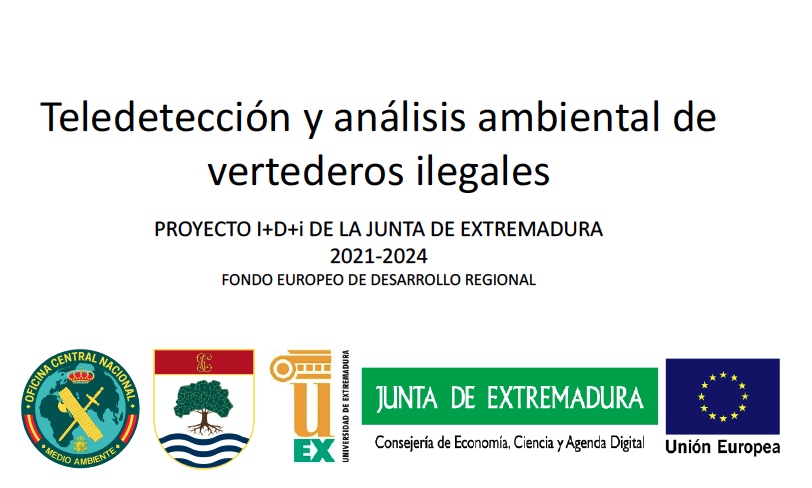 Teledetección y análisis ambiental de
vertederos ilegales
PROYECTO I+D+i DE LA JUNTA DE EXTREMADURA
2021-2024
FONDO EUROPEO DE DESARROLLO REGIONAL
OFICINA CENTRAL NACIONAL
MEDIO AMBIENTE
U
EX
UNIVERSIDAD DE EXTREMADURA
JUNTA DE EXTREMADURA
Consejería de Economía, Ciencia y Agenda Digital
Unión Europea